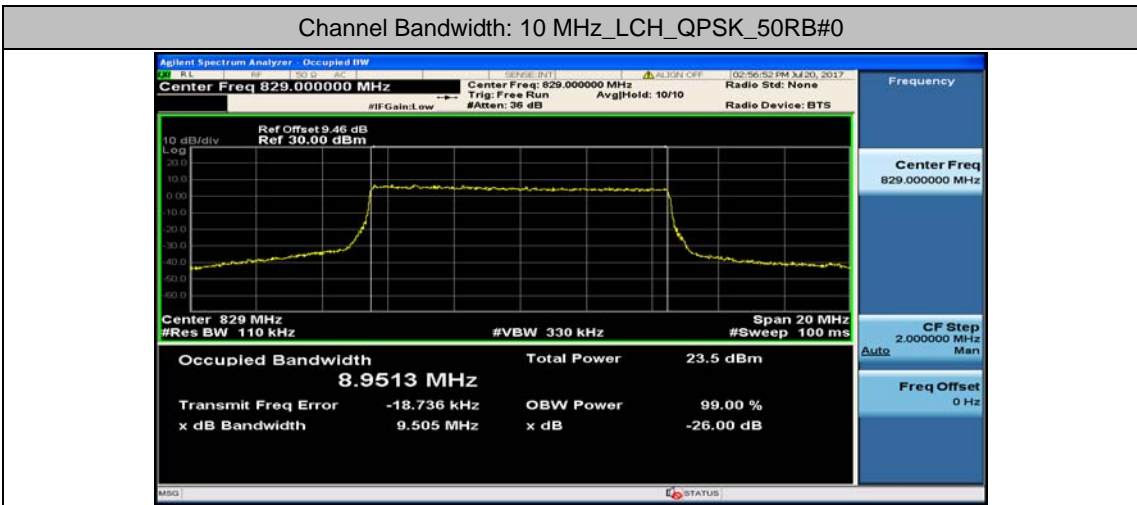 Channel Bandwidth: 10 MHz_LCH_QPSK_50RB#0
Agilent Spectrum Analyzer - Occupied BW
RL RF 50 Ω AC SENSE:INT ALIGN OFF 02:56:52 PM Jul 20, 2017
Center Freq 829.000000 MHz
Center Freq: 829.000000 MHz
Radio Std: None
Trig: Free Run Avg|Hold: 10/10
#IFGain:Low #Atten: 36 dB Radio Device: BTS
Ref Offset 9.46 dB
10 dB/div Ref 30.00 dBm
Log
20.0
10.0
0.00
-10.0
-20.0
-30.0
-40.0
-50.0
-60.0
Center 829 MHz Span 20 MHz
#Res BW 110 kHz #VBW 330 kHz #Sweep 100 ms
Occupied Bandwidth Total Power 23.5 dBm
8.9513 MHz
Transmit Freq Error -18.736 kHz OBW Power 99.00 %
x dB Bandwidth 9.505 MHz x dB -26.00 dB
MSG STATUS
Frequency
Center Freq
829.000000 MHz
CF Step
2.000000 MHz
Auto Man
Freq Offset
0 Hz